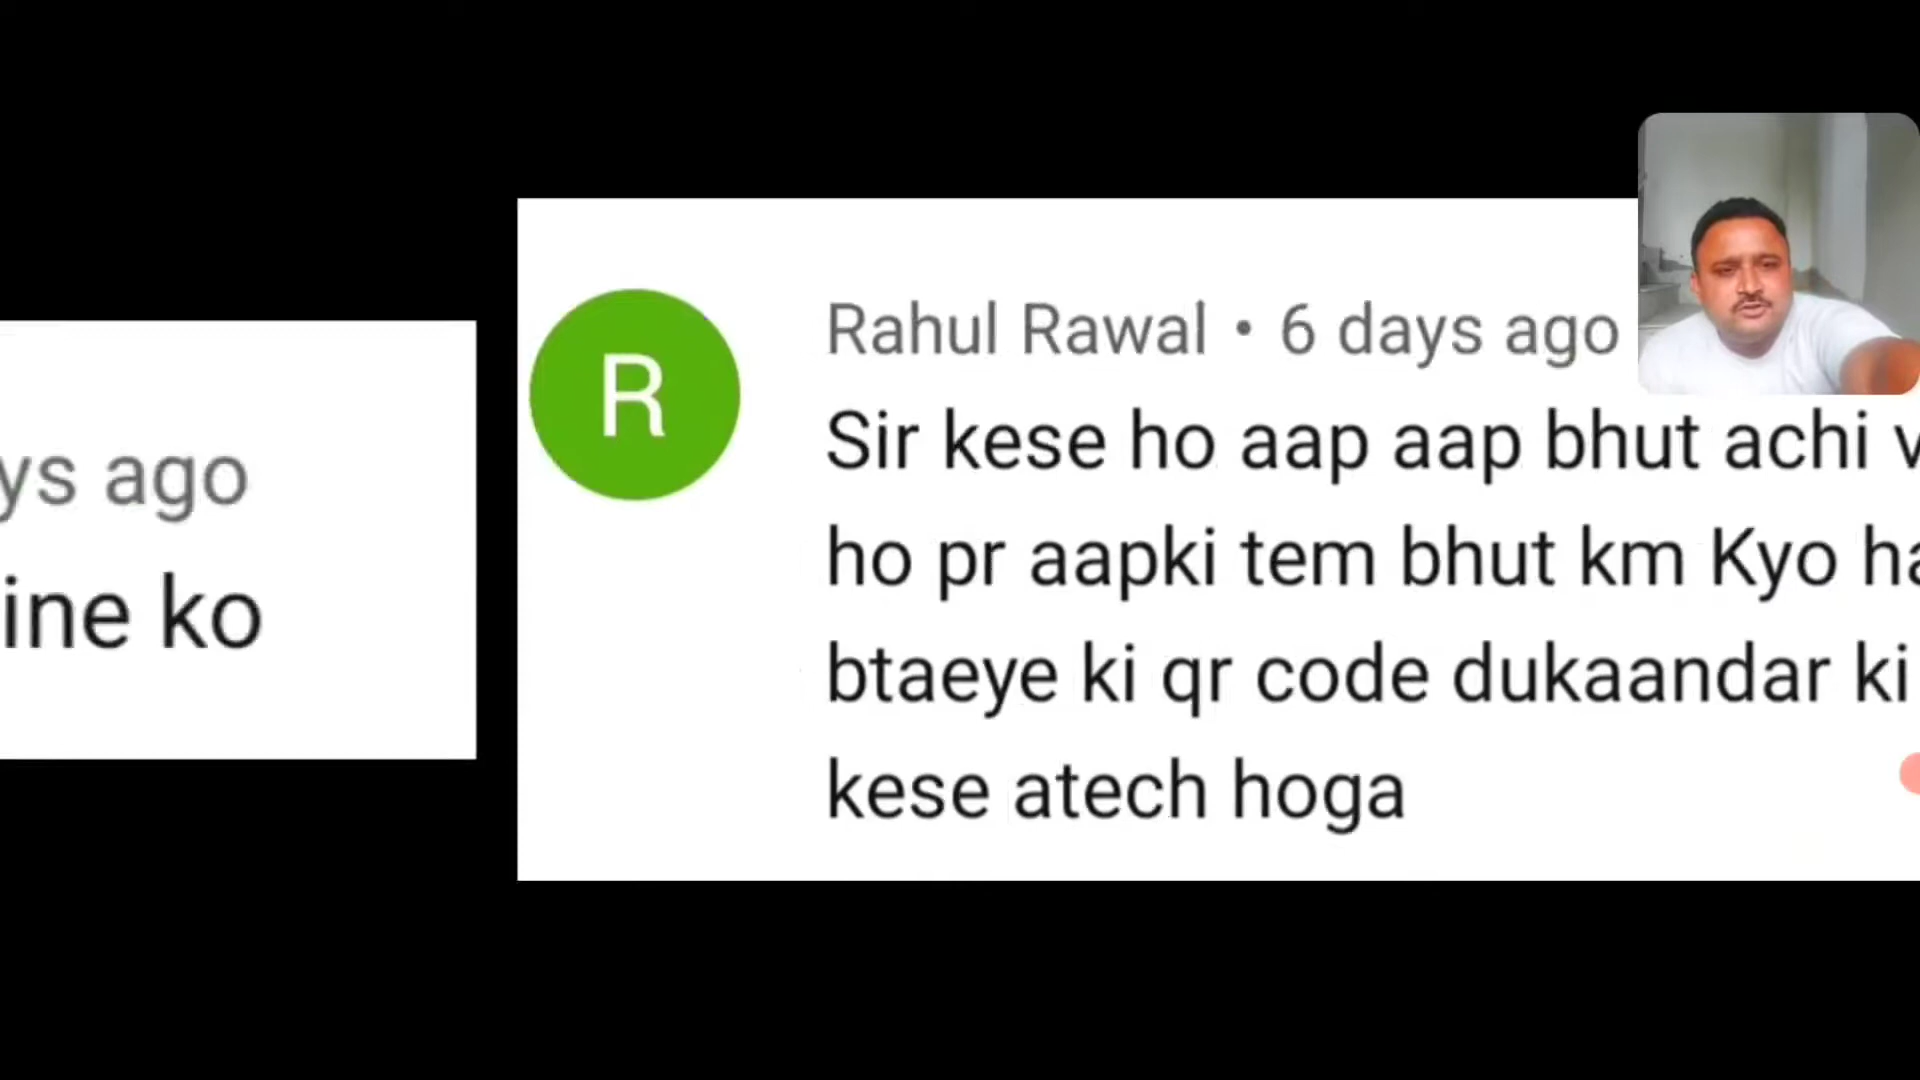 ys ago
ine ko
R
Rahul Rawal • 6 days ago
Sir kese ho aap aap bhut achi
ho pr aapki tem bhut km Kyo
btaeye ki qr code dukaandar ki
kese atech hoga